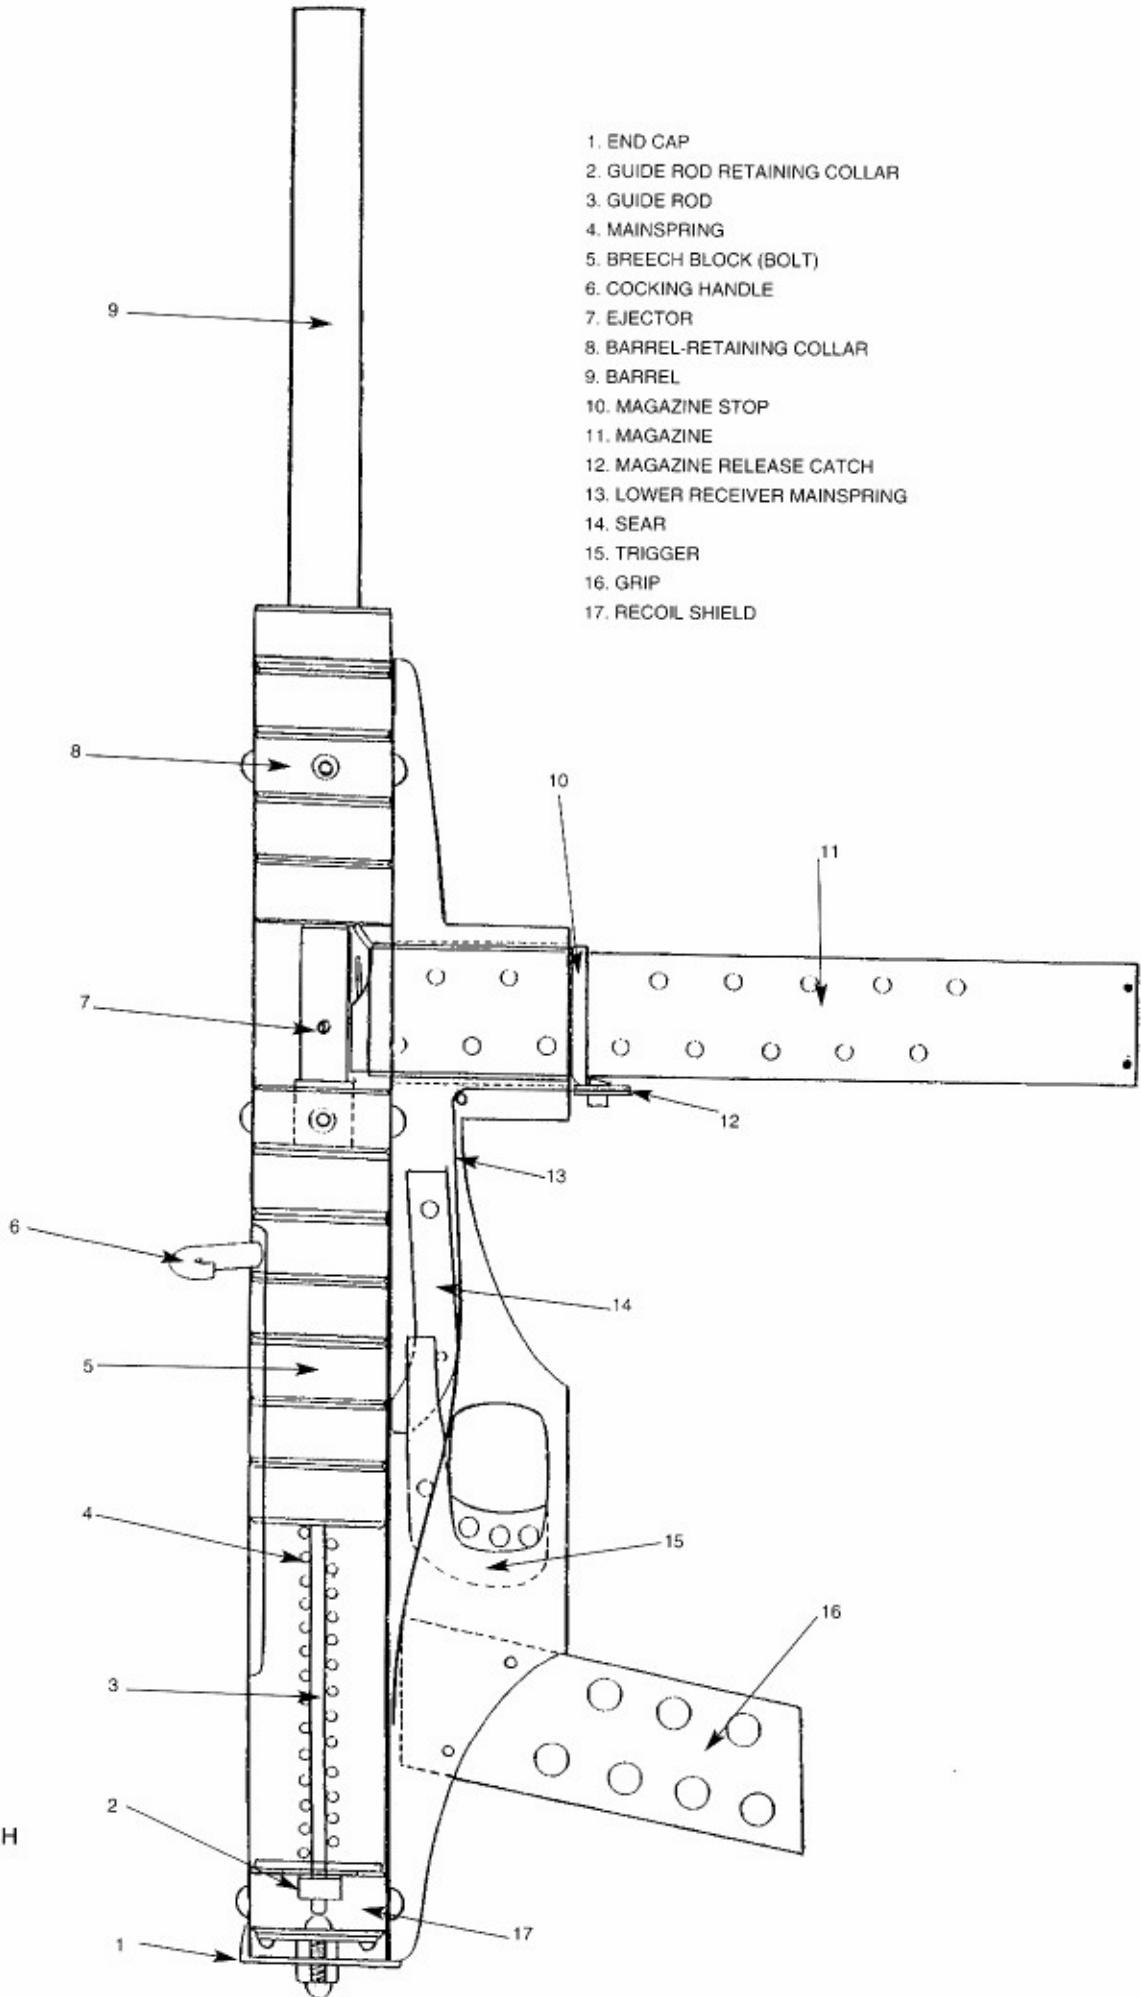 1. END CAP
2. GUIDE ROD RETAINING COLLAR
3. GUIDE ROD
4. MAINSPRING
5. BREECH BLOCK (BOLT)
6. COCKING HANDLE
7. EJECTOR
8. BARREL-RETAINING COLLAR
9. BARREL
10. MAGAZINE STOP
11. MAGAZINE
12. MAGAZINE RELEASE CATCH
13. LOWER RECEIVER MAINSPRING
14. SEAR
15. TRIGGER
16. GRIP
17. RECOIL SHIELD
9
8
10
11
7
12
13
6
14
5
4
15
16
3
2
H
17
1